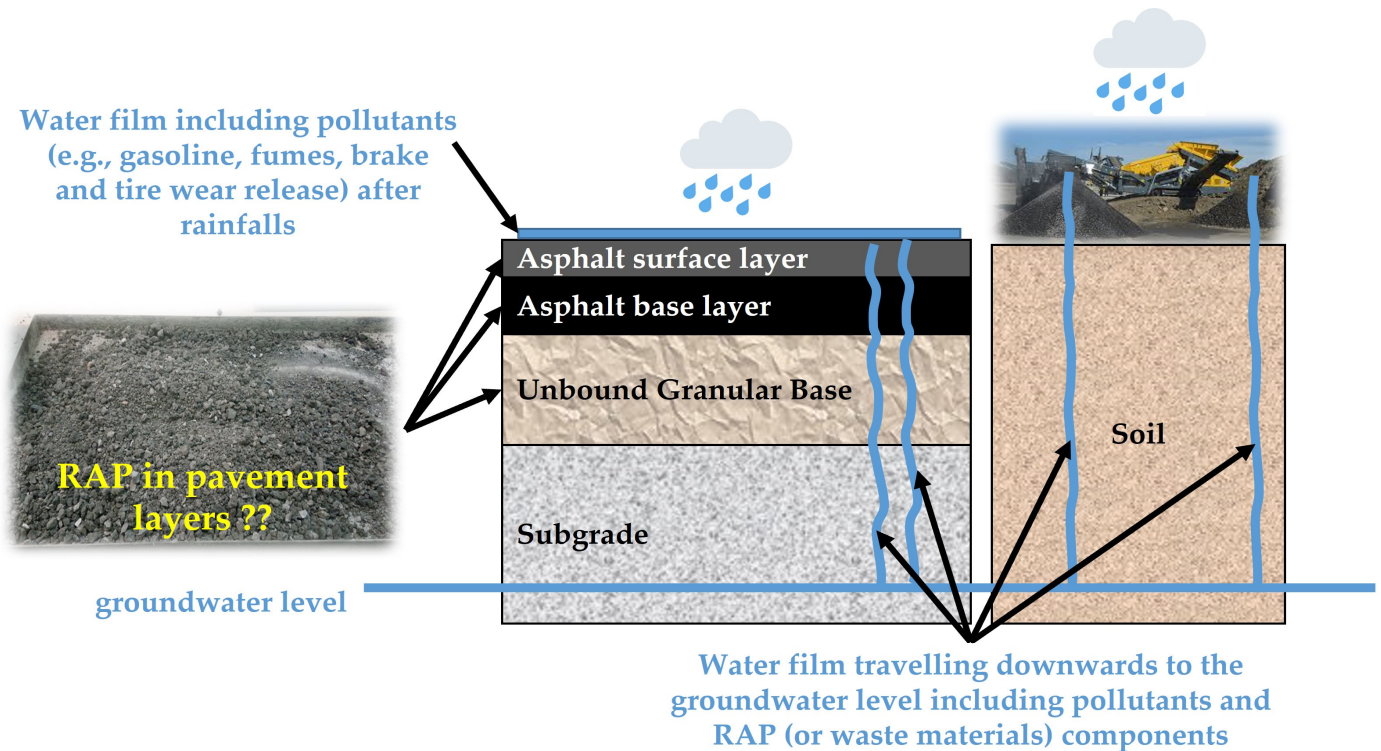 Water film including pollutants
(e.g., gasoline, fumes, brake
and tire wear release) after
rainfalls
Asphalt surface layer
Asphalt base layer
Unbound Granular Base
Subgrade
Soil
RAP in pavement
layers ??
groundwater level
Water film travelling downwards to the
groundwater level including pollutants and
RAP (or waste materials) components